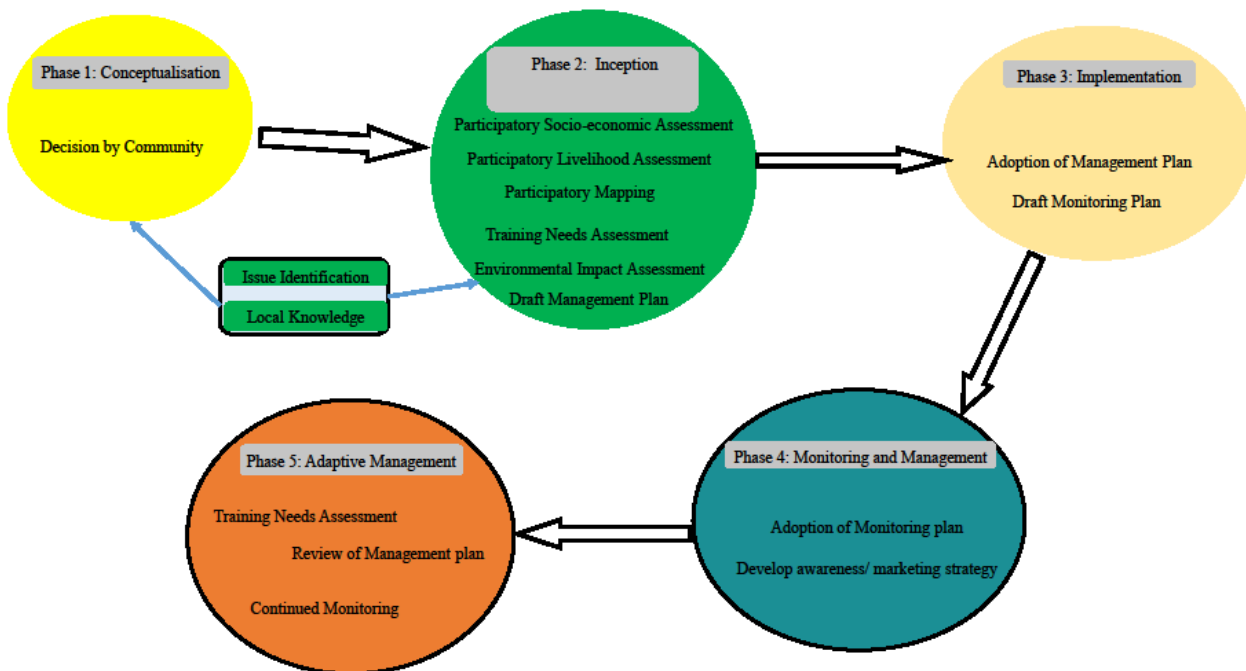 Phase 1: Conceptualisation
Decision by Community
Issue Identification
Local Knowledge
Phase 2: Inception
Participatory Socio-economic Assessment
Participatory Livelihood Assessment
Participatory Mapping
Training Needs Assessment
Environmental Impact Assessment
Draft Management Plan
Phase 3: Implementation
Adoption of Management Plan
Draft Monitoring Plan
Phase 4: Monitoring and Management
Adoption of Monitoring plan
Develop awareness/ marketing strategy
Phase 5: Adaptive Management
Training Needs Assessment
Review of Management plan
Continued Monitoring